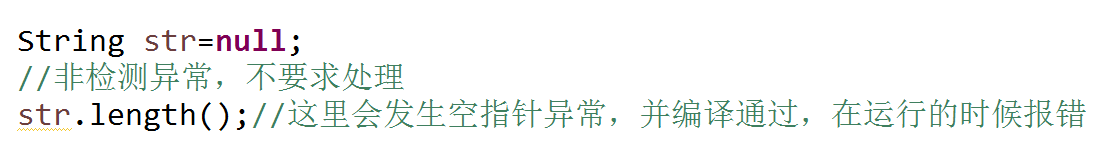 String str=null;
//非检测异常，不要求处理
str.length();//这里会发生空指针异常，并编译通过，在运行的时候报错